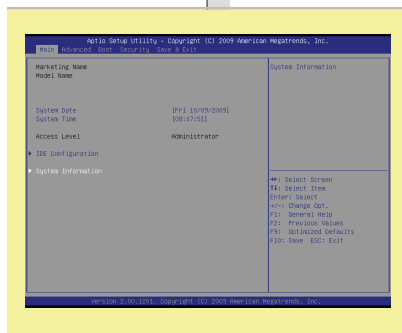 Aptio Setup Utility – Copyright (C) 2009 American Megatrends, Inc.
Main Advanced Boot Security Save & Exit
Marketing Name
Model Name
System Information
System Date [Fri 10/09/2009]
System Time [08:17:51]
Access Level Administrator
▶ IDE Configuration
▶ System Information
↔: Select Screen
↑↓: Select Item
Enter: Select
+/-: Change Opt.
F1: General Help
F2: Previous Values
F9: Optimized Defaults
F10: Save ESC: Exit
Version 2.00.1201. Copyright (C) 2009 American Megatrends, Inc.